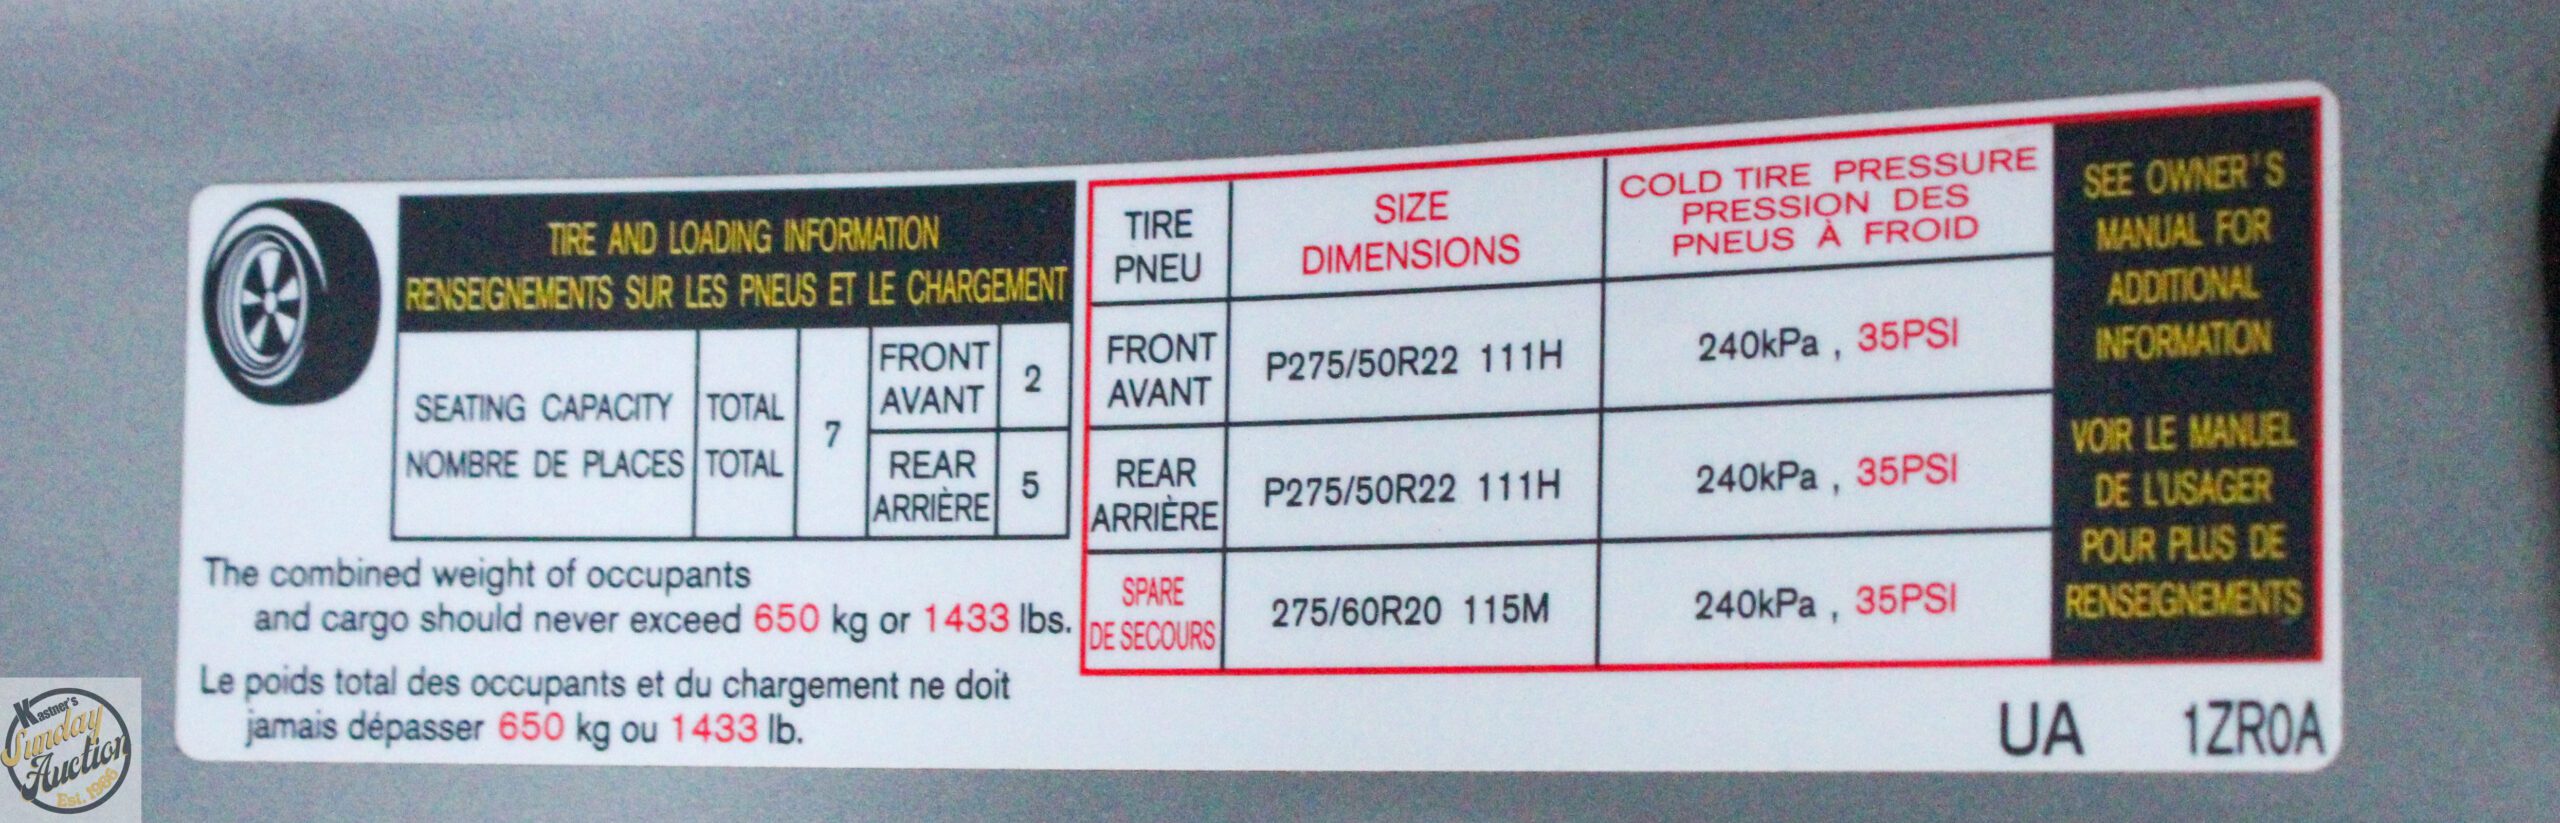 TIRE AND LOADING INFORMATION
RENSEIGNEMENTS SUR LES PNEUS ET LE CHARGEMENT
SEATING CAPACITY
NOMBRE DE PLACES
TOTAL
TOTAL
7
FRONT
AVANT
2
REAR
ARRIÈRE
5
The combined weight of occupants
and cargo should never exceed 650 kg or 1433 lbs.
Le poids total des occupants et du chargement ne doit
jamais dépasser 650 kg ou 1433 lb.
TIRE
PNEU
SIZE
DIMENSIONS
COLD TIRE PRESSURE
PRESSION DES
PNEUS À FROID
FRONT
AVANT
P275/50R22 111H
240kPa , 35PSI
REAR
ARRIÈRE
P275/50R22 111H
240kPa , 35PSI
SPARE
DE SECOURS
275/60R20 115M
240kPa , 35PSI
SEE OWNER'S
MANUAL FOR
ADDITIONAL
INFORMATION
VOIR LE MANUEL
DE L'USAGER
POUR PLUS DE
RENSEIGNEMENTS
UA 1ZR0A
Kastner's
Sunday
Auction
Est. 1966